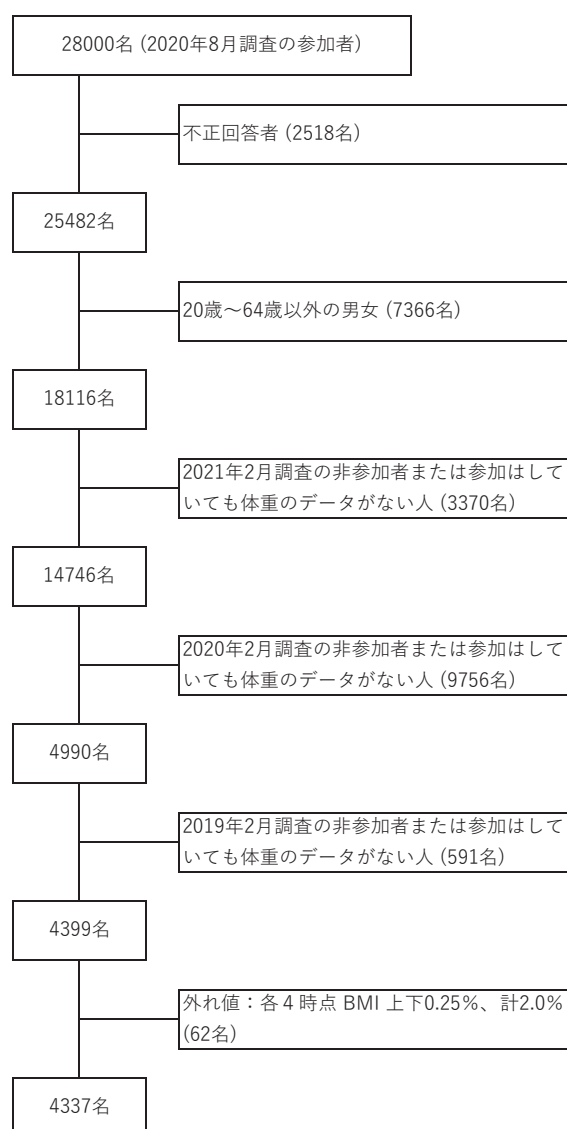 28000名 (2020年8月調査の参加者)
不正回答者 (2518名)
25482名
20歳～64歳以外の男女 (7366名)
18116名
2021年2月調査の非参加者または参加はして
いても体重のデータがない人 (3370名)
14746名
2020年2月調査の非参加者または参加はして
いても体重のデータがない人 (9756名)
4990名
2019年2月調査の非参加者または参加はして
いても体重のデータがない人 (591名)
4399名
外れ値：各４時点 BMI 上下0.25%、計2.0%
(62名)
4337名